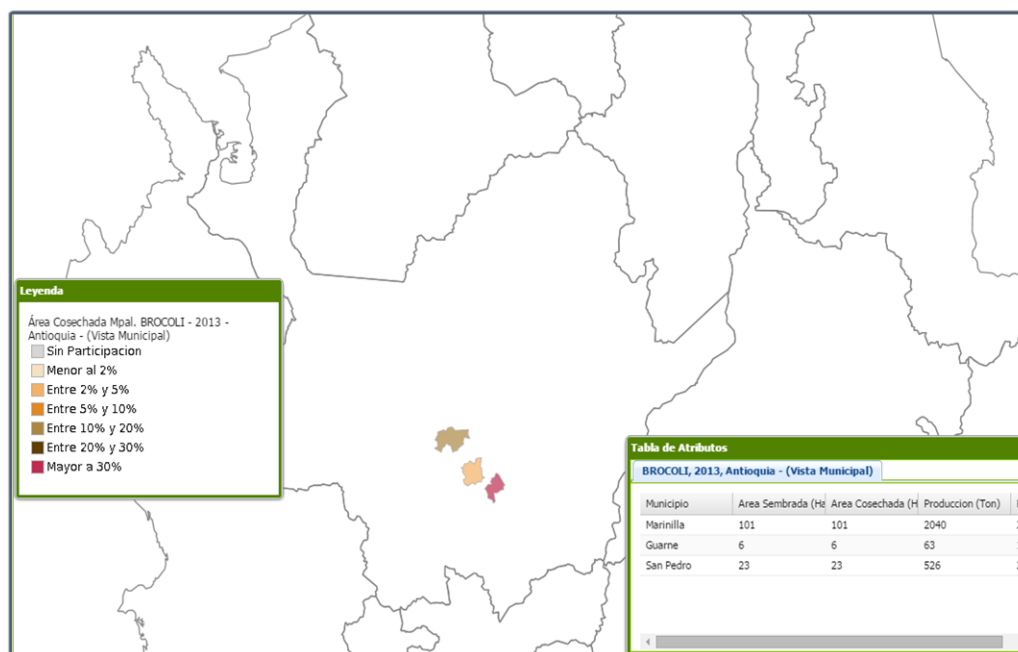 Leyenda
Área Cosechada Mpal. BROCOLI - 2013 -
Antioquia - (Vista Municipal)
Sin Participacion
Menor al 2%
Entre 2% y 5%
Entre 5% y 10%
Entre 10% y 20%
Entre 20% y 30%
Mayor a 30%
Tabla de Atributos
BROCOLI, 2013, Antioquia - (Vista Municipal)
Municipio Area Sembrada (Ha Area Cosechada (H Produccion (Ton)
Marinilla 101 101 2040
Guarne 6 6 63
San Pedro 23 23 526